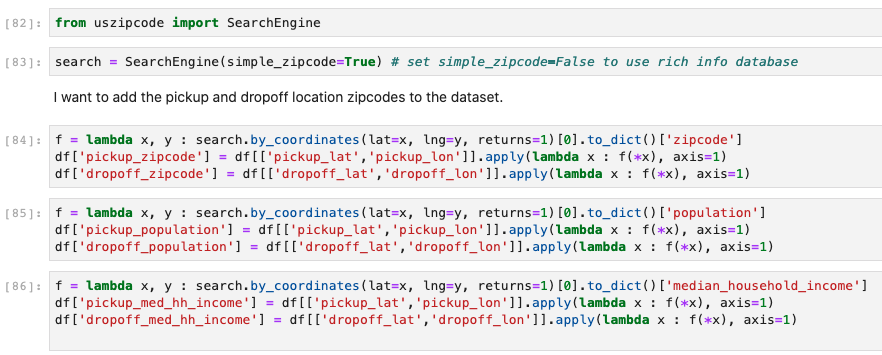 [82]: from uszipcode import SearchEngine
[83]: search = SearchEngine(simple_zipcode=True) # set simple_zipcode=False to use rich info database
I want to add the pickup and dropoff location zipcodes to the dataset.
[84]: f = lambda x, y : search.by_coordinates(lat=x, lng=y, returns=1)[0].to_dict()['zipcode']
df['pickup_zipcode'] = df[['pickup_lat','pickup_lon']].apply(lambda x : f(*x), axis=1)
df['dropoff_zipcode'] = df[['dropoff_lat','dropoff_lon']].apply(lambda x : f(*x), axis=1)
[85]: f = lambda x, y : search.by_coordinates(lat=x, lng=y, returns=1)[0].to_dict()['population']
df['pickup_population'] = df[['pickup_lat','pickup_lon']].apply(lambda x : f(*x), axis=1)
df['dropoff_population'] = df[['dropoff_lat','dropoff_lon']].apply(lambda x : f(*x), axis=1)
[86]: f = lambda x, y : search.by_coordinates(lat=x, lng=y, returns=1)[0].to_dict()['median_household_income']
df['pickup_med_hh_income'] = df[['pickup_lat','pickup_lon']].apply(lambda x : f(*x), axis=1)
df['dropoff_med_hh_income'] = df[['dropoff_lat','dropoff_lon']].apply(lambda x : f(*x), axis=1)